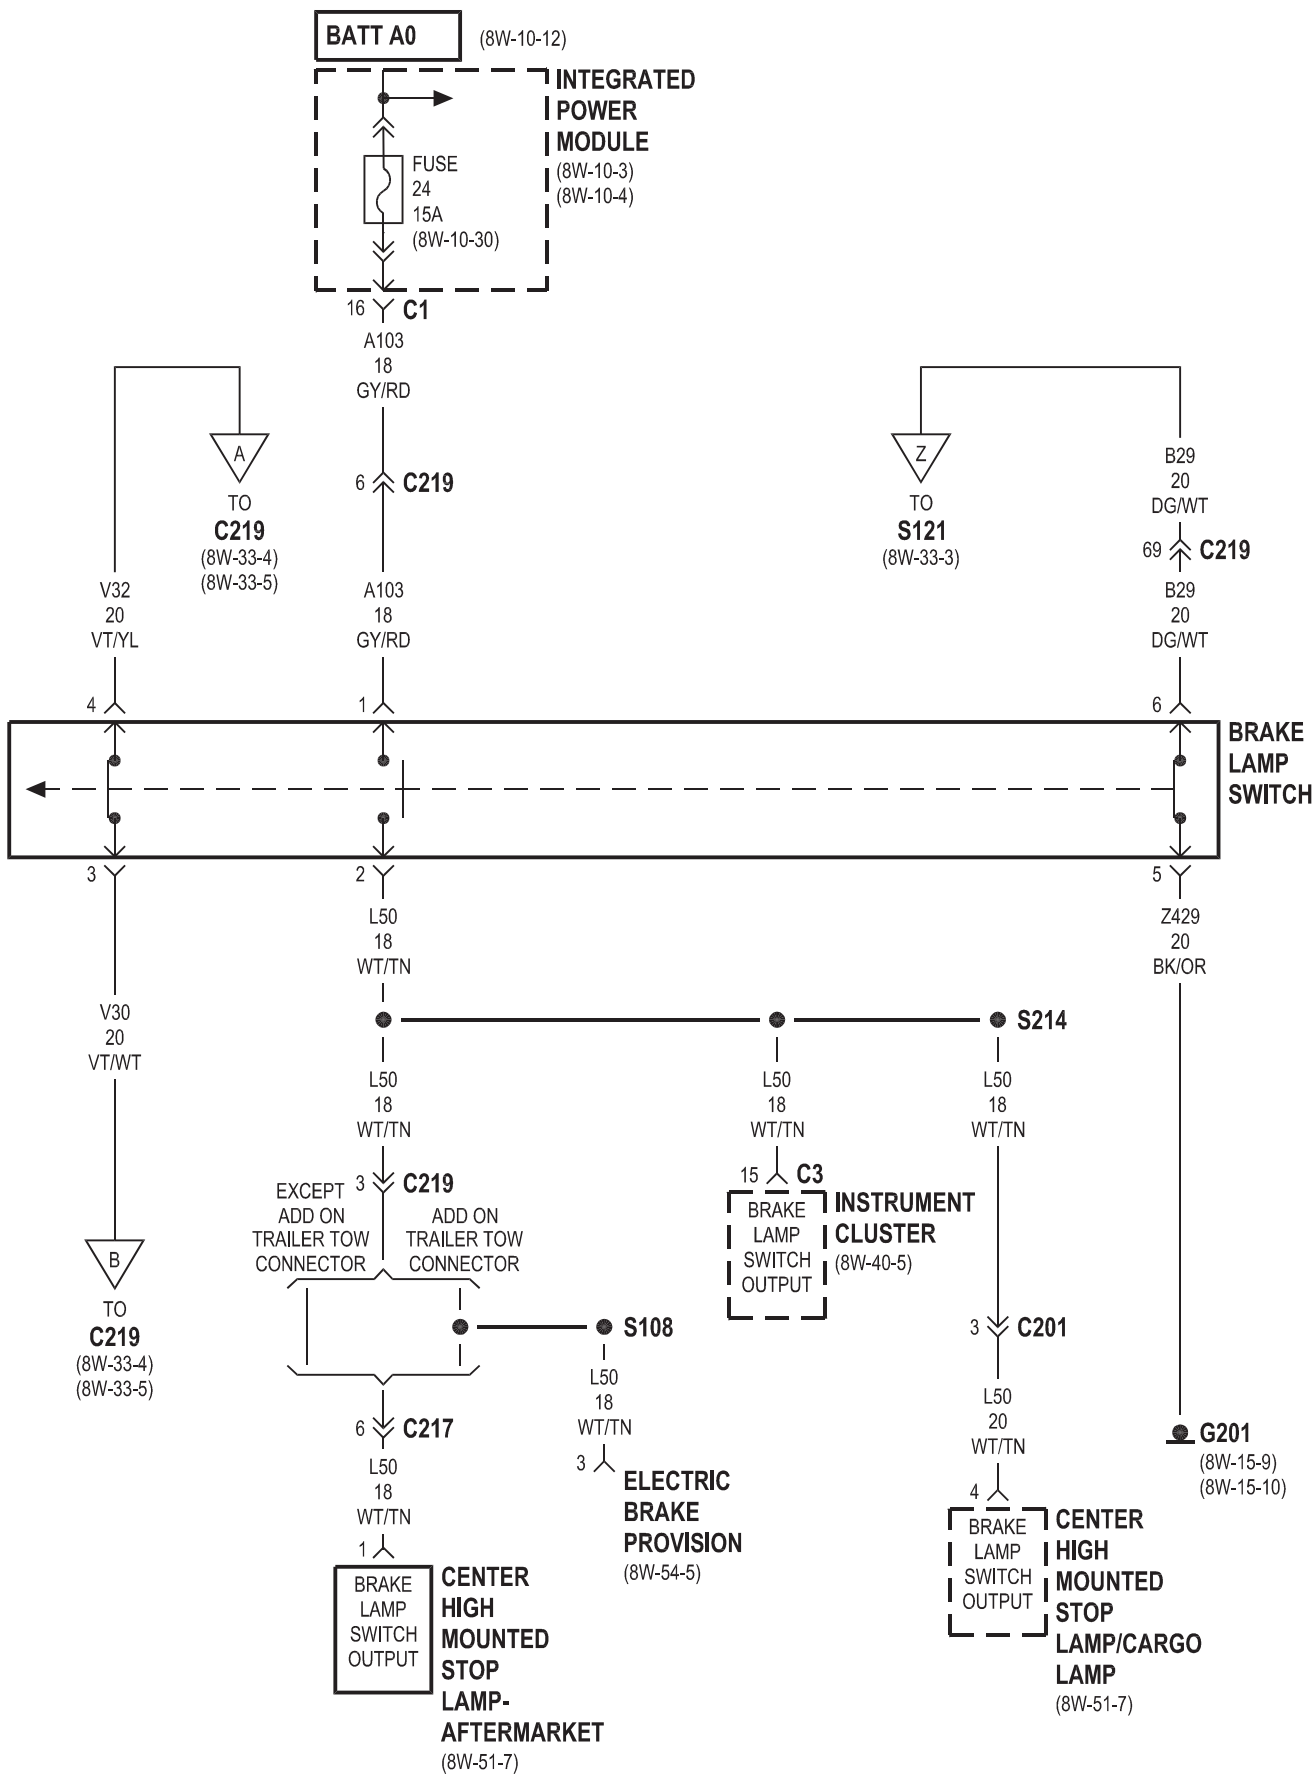 BATT A0
(8W-10-12)
INTEGRATED
POWER
MODULE
(8W-10-3)
(8W-10-4)
FUSE
24
15A
(8W-10-30)
16
C1
A103
18
GY/RD
A
TO
C219
(8W-33-4)
(8W-33-5)
6
C219
Z
TO
S121
(8W-33-3)
B29
20
DG/WT
69
C219
V32
20
VT/YL
A103
18
GY/RD
B29
20
DG/WT
4
1
6
BRAKE
LAMP
SWITCH
3
2
5
L50
18
WT/TN
Z429
20
BK/OR
V30
20
VT/WT
S214
L50
18
WT/TN
L50
18
WT/TN
L50
18
WT/TN
3
C219
EXCEPT
ADD ON
TRAILER TOW
CONNECTOR
ADD ON
TRAILER TOW
CONNECTOR
15
C3
BRAKE
LAMP
SWITCH
OUTPUT
INSTRUMENT
CLUSTER
(8W-40-5)
B
TO
C219
(8W-33-4)
(8W-33-5)
S108
3
C201
L50
18
WT/TN
L50
20
WT/TN
6
C217
G201
(8W-15-9)
(8W-15-10)
L50
18
WT/TN
3
ELECTRIC
BRAKE
PROVISION
(8W-54-5)
4
BRAKE
LAMP
SWITCH
OUTPUT
CENTER
HIGH
MOUNTED
STOP
LAMP/CARGO
LAMP
(8W-51-7)
1
BRAKE
LAMP
SWITCH
OUTPUT
CENTER
HIGH
MOUNTED
STOP
LAMP-
AFTERMARKET
(8W-51-7)